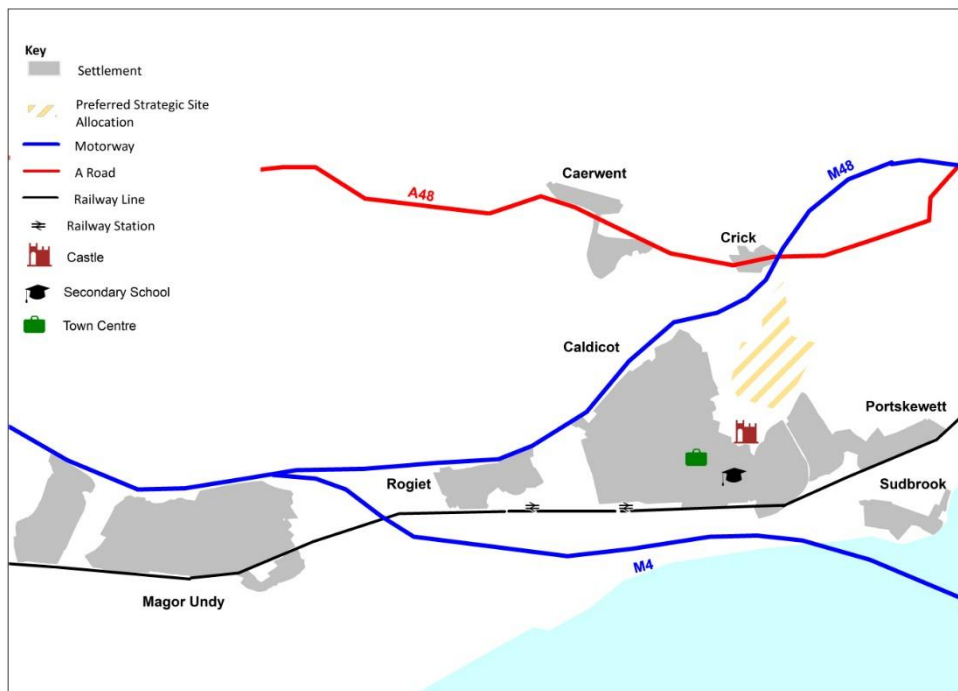 Key
Settlement
Preferred Strategic Site
Allocation
Motorway
A Road
Railway Line
Railway Station
Castle
Secondary School
Town Centre
Caerwent
M48
A48
Crick
Caldicot
Portskewett
Rogiet
Sudbrook
M4
Magor Undy